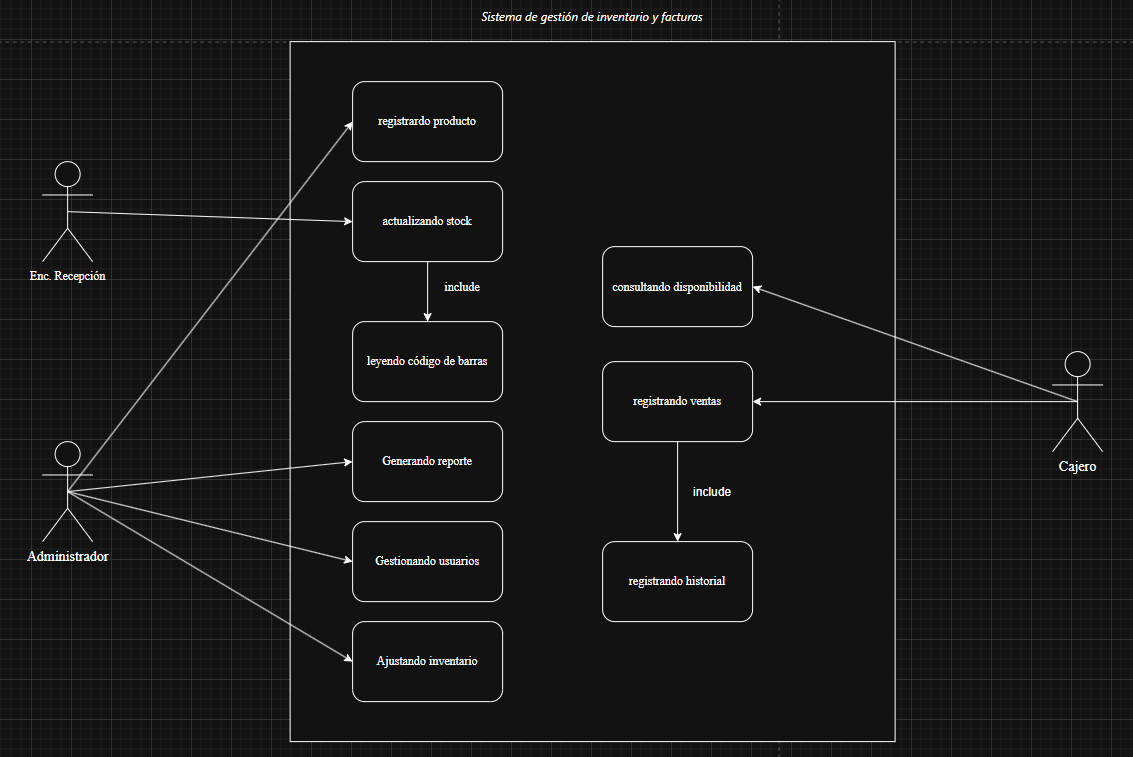 Sistema de gestión de inventario y facturas
registrardo producto
actualizando stock
Enc. Recepción
include
consultando disponibilidad
leyendo código de barras
registrando ventas
Generando reporte
Cajero
include
Administrador
Gestionando usuarios
registrando historial
Ajustando inventario